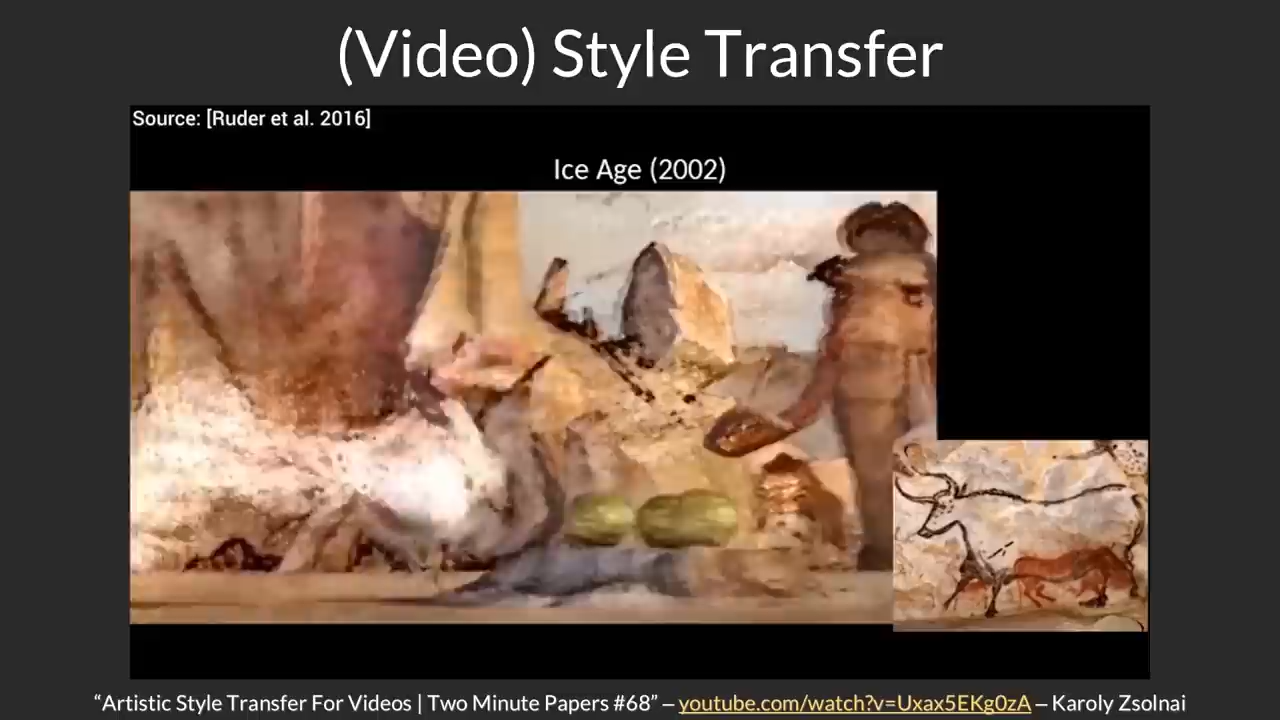 (Video) Style Transfer
Source: [Ruder et al. 2016]
Ice Age (2002)
“Artistic Style Transfer For Videos | Two Minute Papers #68” – youtube.com/watch?v=Uxax5EKg0zA – Karoly Zsolnai